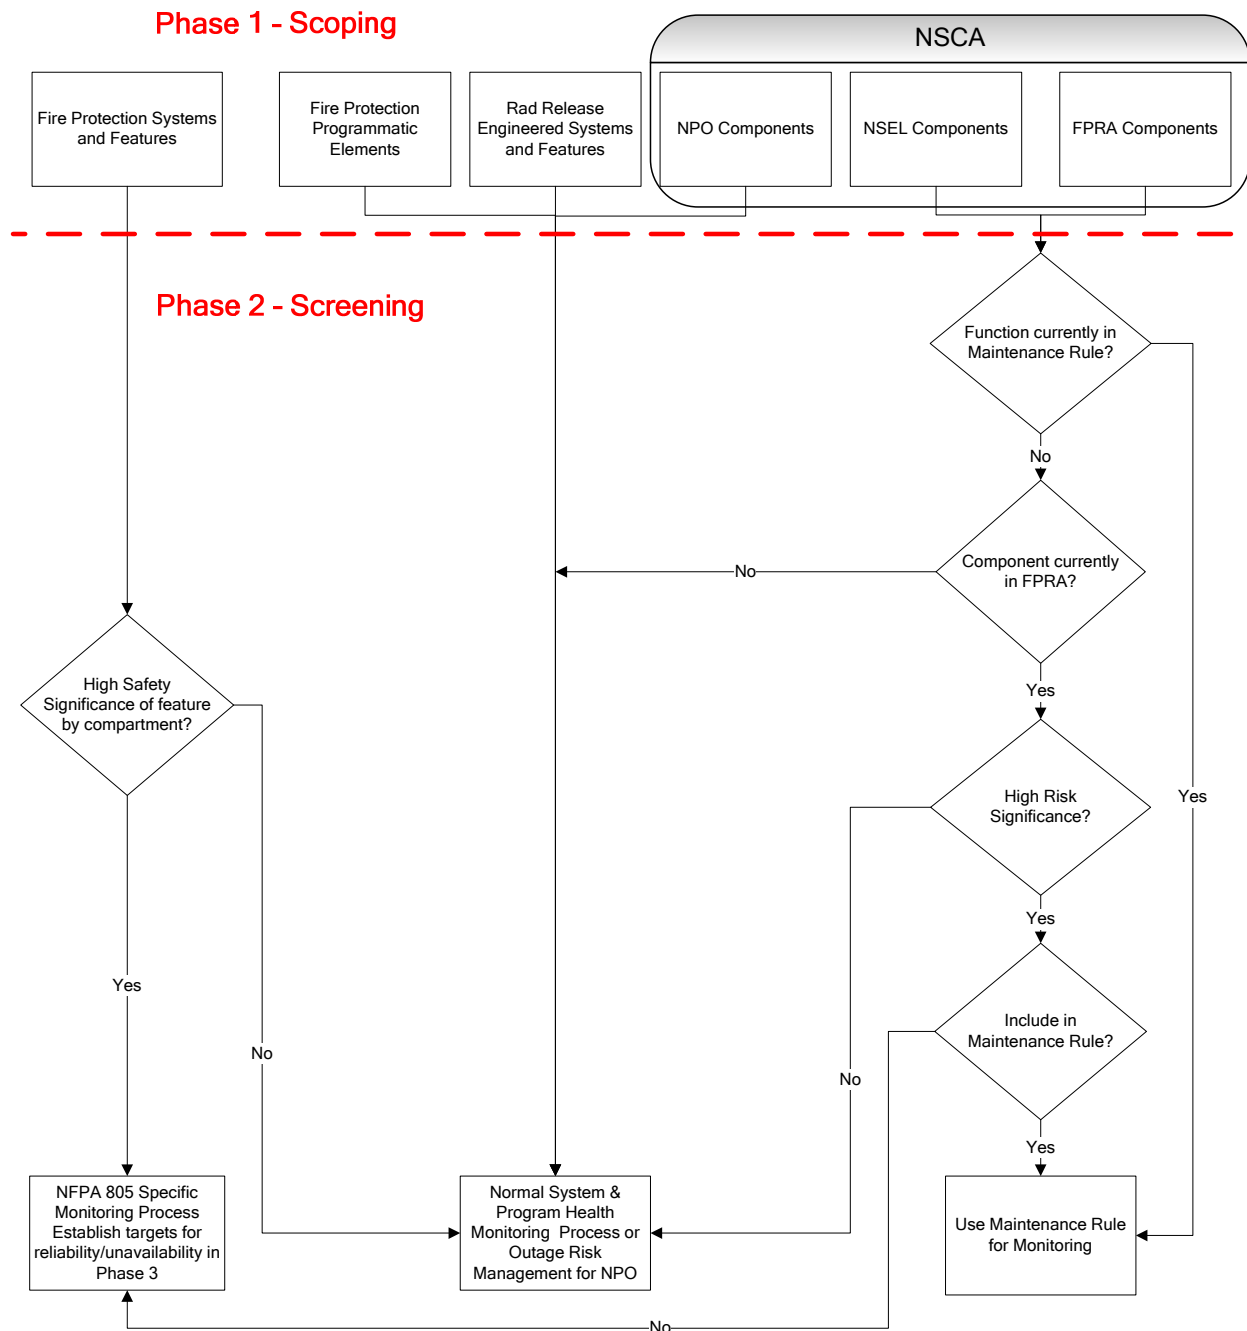 Phase 1 - Scoping
NSCA
Fire Protection Systems
and Features
Fire Protection
Programmatic
Elements
Rad Release
Engineered Systems
and Features
NPO Components
NSEL Components
FPRA Components
Phase 2 - Screening
Function currently in
Maintenance Rule?
No
Component currently
in FPRA?
No
Yes
High Safety
Significance of feature
by compartment?
High Risk
Significance?
Yes
Yes
Yes
Include in
Maintenance Rule?
No
No
Yes
NFPA 805 Specific
Monitoring Process
Establish targets for
reliability/unavailability in
Phase 3
Normal System &
Program Health
Monitoring Process or
Outage Risk
Management for NPO
Use Maintenance Rule
for Monitoring
No